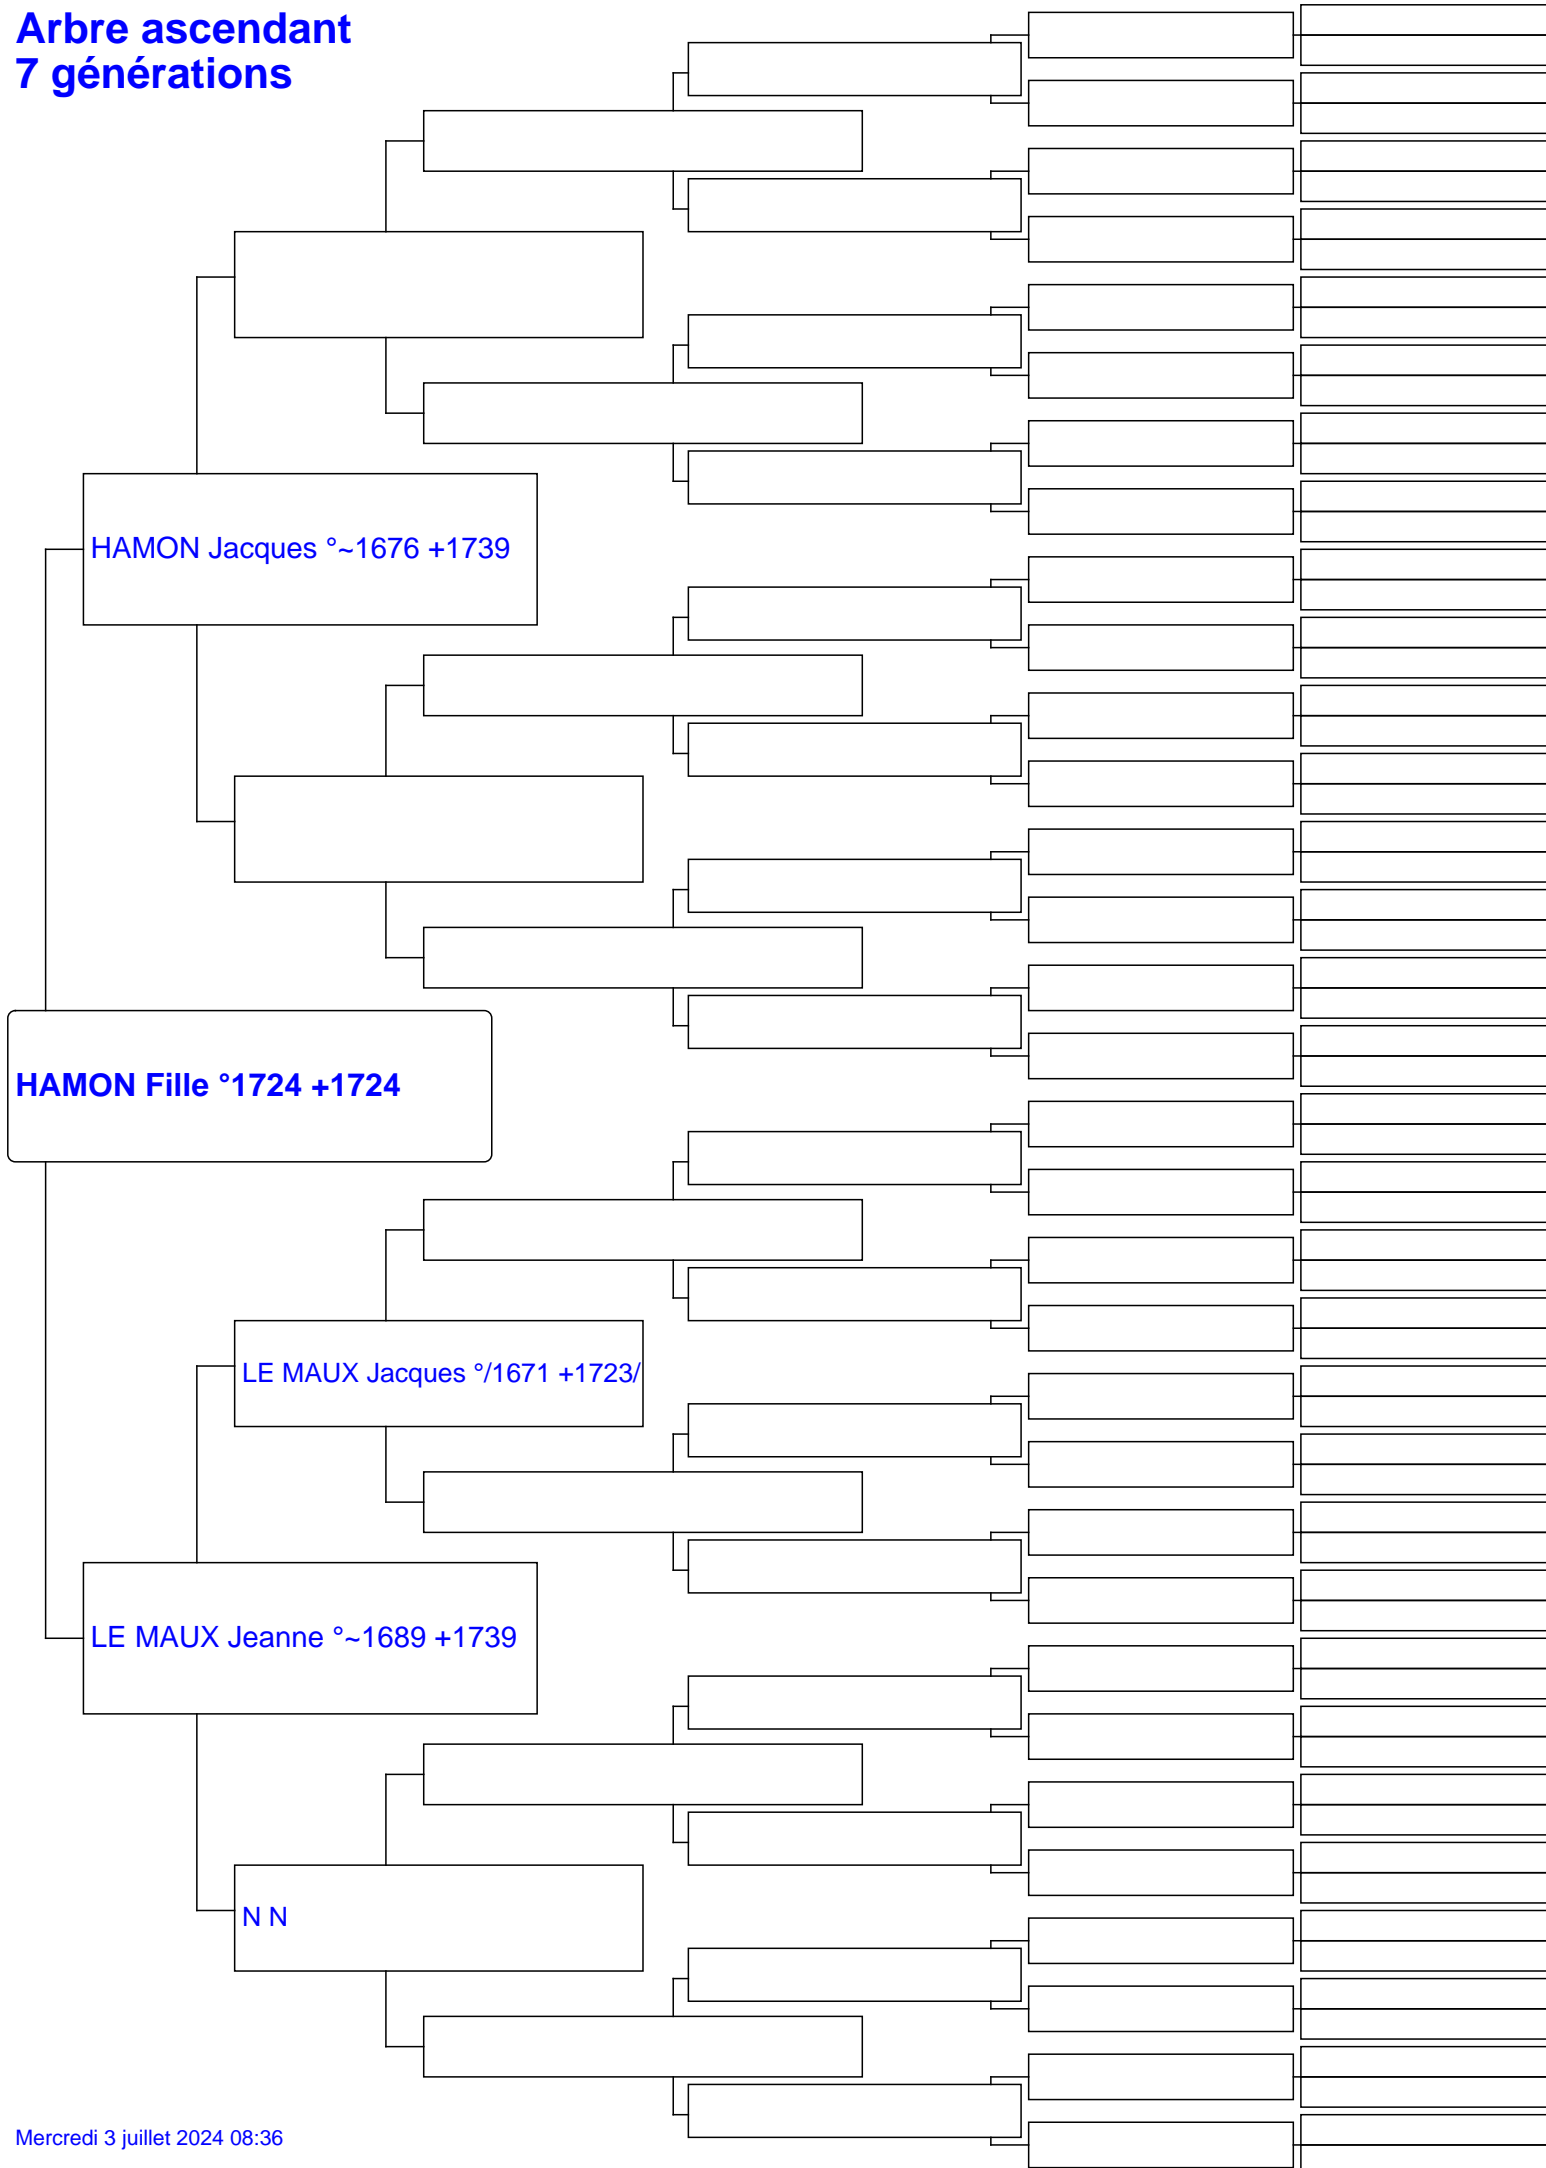 Arbre ascendant
7 générations
HAMON Jacques °~1676 +1739
HAMON Fille °1724 +1724
LE MAUX Jacques °/1671 +1723/
LE MAUX Jeanne °~1689 +1739
N N
Mercredi 3 juillet 2024 08:36